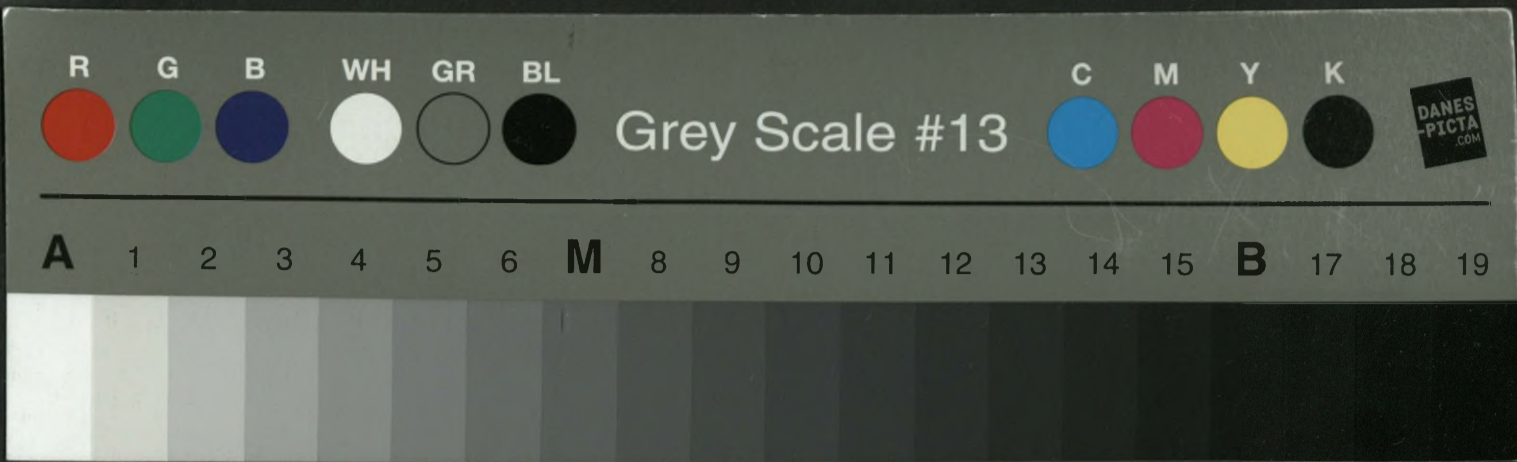 R G B WH GR BL C M Y K
Grey Scale #13
DANES
-PICTA
.COM
A 1 2 3 4 5 6 M 8 9 10 11 12 13 14 15 B 17 18 19